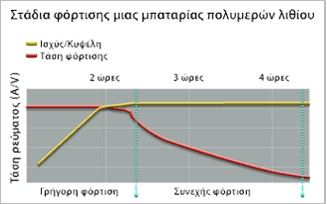 Στάδια φόρτισης μιας μπαταρίας πολυμερών λιθίου
Ισχύς/Κυψέλη
Τάση φόρτισης
2 ώρες
3 ώρες
4 ώρες
Τάση ρεύματος (A/V)
Γρήγορη φόρτιση
Συνεχής φόρτιση